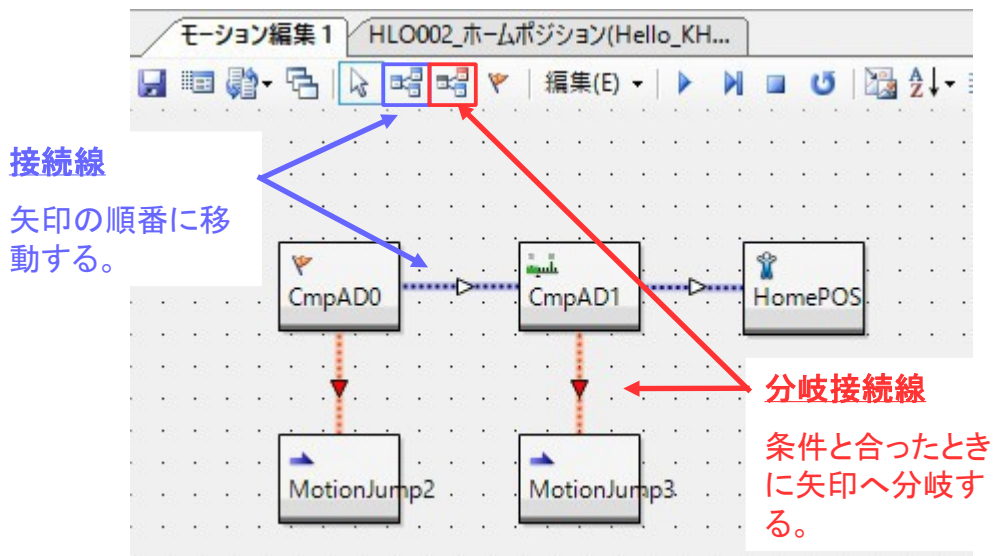 モーション編集 1
HLO002_ホームポジション(Hello_KH...
編集(E)
A
Z
接続線
矢印の順番に移
動する。
CmpAD0
CmpAD1
HomePOS
分岐接続線
条件と合ったとき
に矢印へ分岐す
る。
MotionJump2
MotionJump3